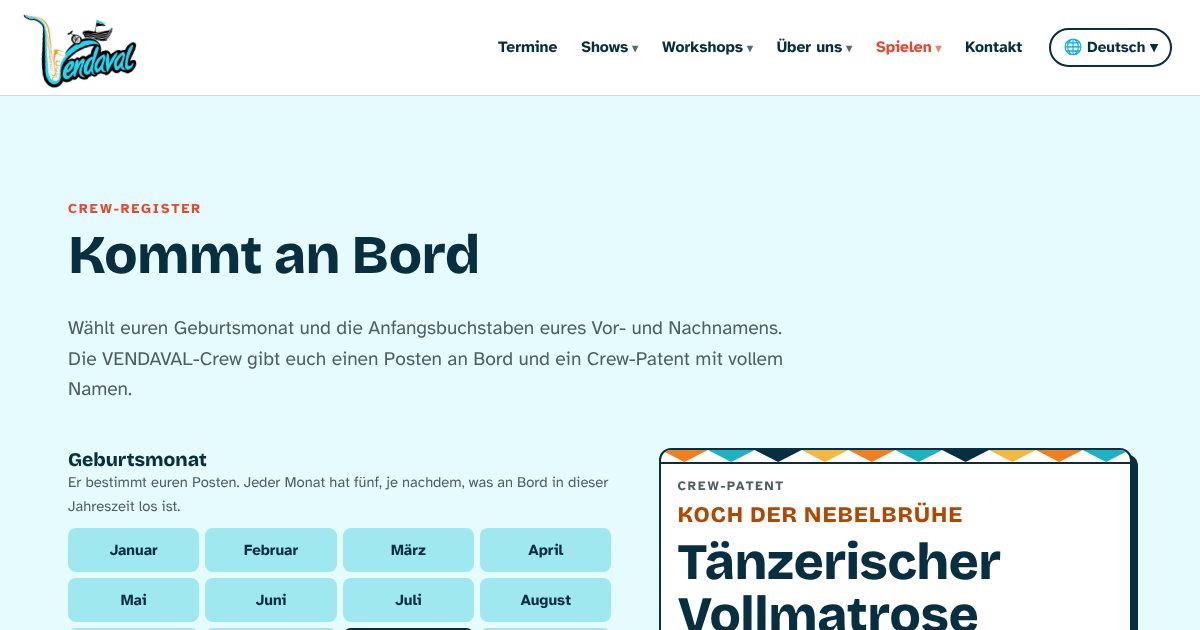 Vendaval
Termine Shows ▾ Workshops ▾ Über uns ▾ Spielen ▾ Kontakt 🌐 Deutsch ▾
CREW-REGISTER
Kommt an Bord
Wählt euren Geburtsmonat und die Anfangsbuchstaben eures Vor- und Nachnamens.
Die VENDAVAL-Crew gibt euch einen Posten an Bord und ein Crew-Patent mit vollem
Namen.
Geburtsmonat
Er bestimmt euren Posten. Jeder Monat hat fünf, je nachdem, was an Bord in dieser
Jahreszeit los ist.
Januar Februar März April
Mai Juni Juli August
CREW-PATENT
KOCH DER NEBELBRÜHE
Tänzerischer
Vollmatrose